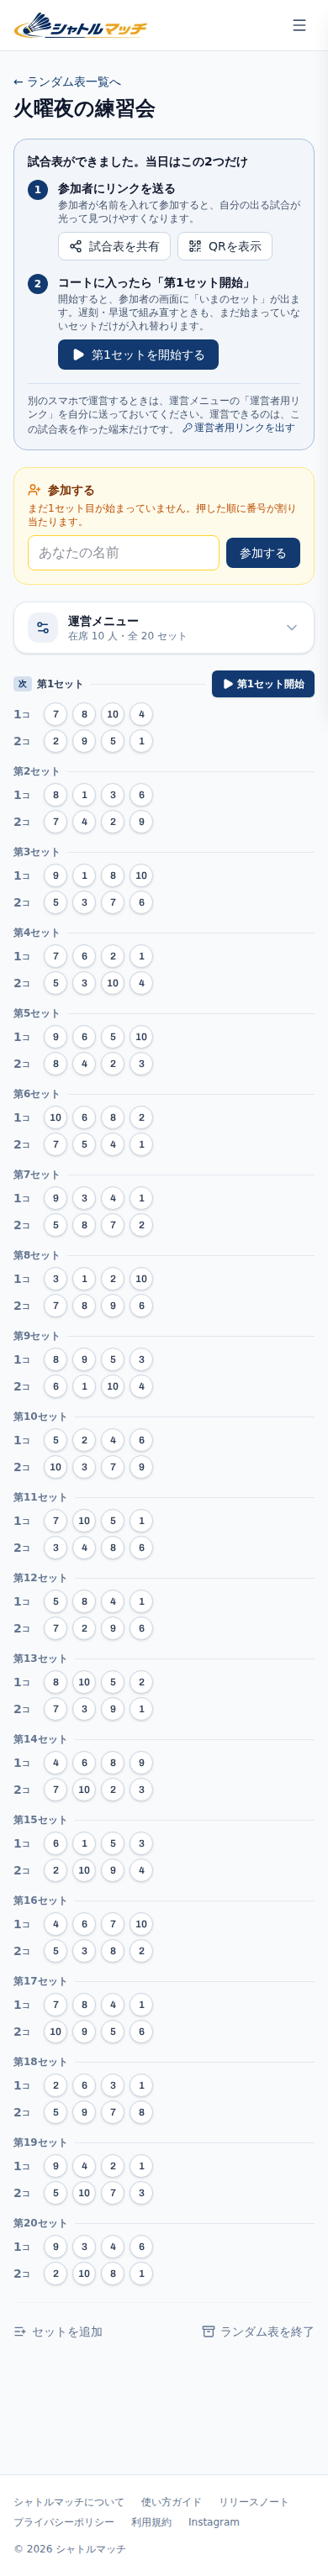 シャトルマッチ
← ランダム表一覧へ
火曜夜の練習会
試合表ができました。当日はこの2つだけ
1 参加者にリンクを送る
参加者が名前を入れて参加すると、自分の出る試合が
光って見つけやすくなります。
試合表を共有 QRを表示
2 コートに入ったら「第1セット開始」
開始すると、参加者の画面に「いまのセット」が出ま
す。遅刻・早退で組み直すときも、まだ始まっていな
いセットだけが入れ替わります。
第1セットを開始する
別のスマホで運営するときは、運営メニューの「運営者用リ
ンク」を自分に送っておいてください。運営できるのは、こ
の試合表を作った端末だけです。 運営者用リンクを出す
参加する
まだ1セット目が始まっていません。押した順に番号が割り
当たります。
あなたの名前 参加する
運営メニュー
在席 10 人・全 20 セット
次 第1セット 第1セット開始
1コ 7 8 10 4
2コ 2 9 5 1
第2セット
1コ 8 1 3 6
2コ 7 4 2 9
第3セット
1コ 9 1 8 10
2コ 5 3 7 6
第4セット
1コ 7 6 2 1
2コ 5 3 10 4
第5セット
1コ 9 6 5 10
2コ 8 4 2 3
第6セット
1コ 10 6 8 2
2コ 7 5 4 1
第7セット
1コ 9 3 4 1
2コ 5 8 7 2
第8セット
1コ 3 1 2 10
2コ 7 8 9 6
第9セット
1コ 8 9 5 3
2コ 6 1 10 4
第10セット
1コ 5 2 4 6
2コ 10 3 7 9
第11セット
1コ 7 10 5 1
2コ 3 4 8 6
第12セット
1コ 5 8 4 1
2コ 7 2 9 6
第13セット
1コ 8 10 5 2
2コ 7 3 9 1
第14セット
1コ 4 6 8 9
2コ 7 10 2 3
第15セット
1コ 6 1 5 3
2コ 2 10 9 4
第16セット
1コ 4 6 7 10
2コ 5 3 8 2
第17セット
1コ 7 8 4 1
2コ 10 9 5 6
第18セット
1コ 2 6 3 1
2コ 5 9 7 8
第19セット
1コ 9 4 2 1
2コ 5 10 7 3
第20セット
1コ 9 3 4 6
2コ 2 10 8 1
セットを追加 ランダム表を終了
シャトルマッチについて 使い方ガイド リリースノート
プライバシーポリシー 利用規約 Instagram
© 2026 シャトルマッチ